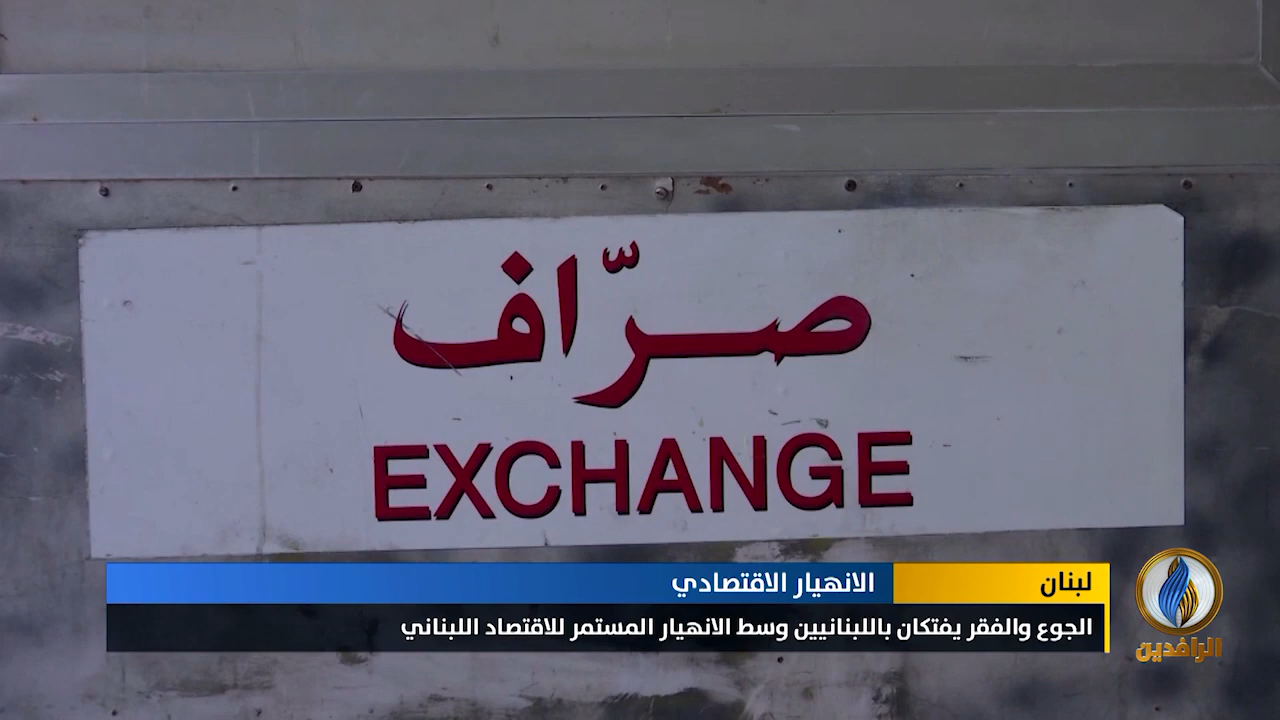 صرّاف
EXCHANGE
لبنان
الانهيار الاقتصادي
الجوع والفقر يفتكان باللبنانيين وسط الانهيار المستمر للاقتصاد اللبناني
الرافدين